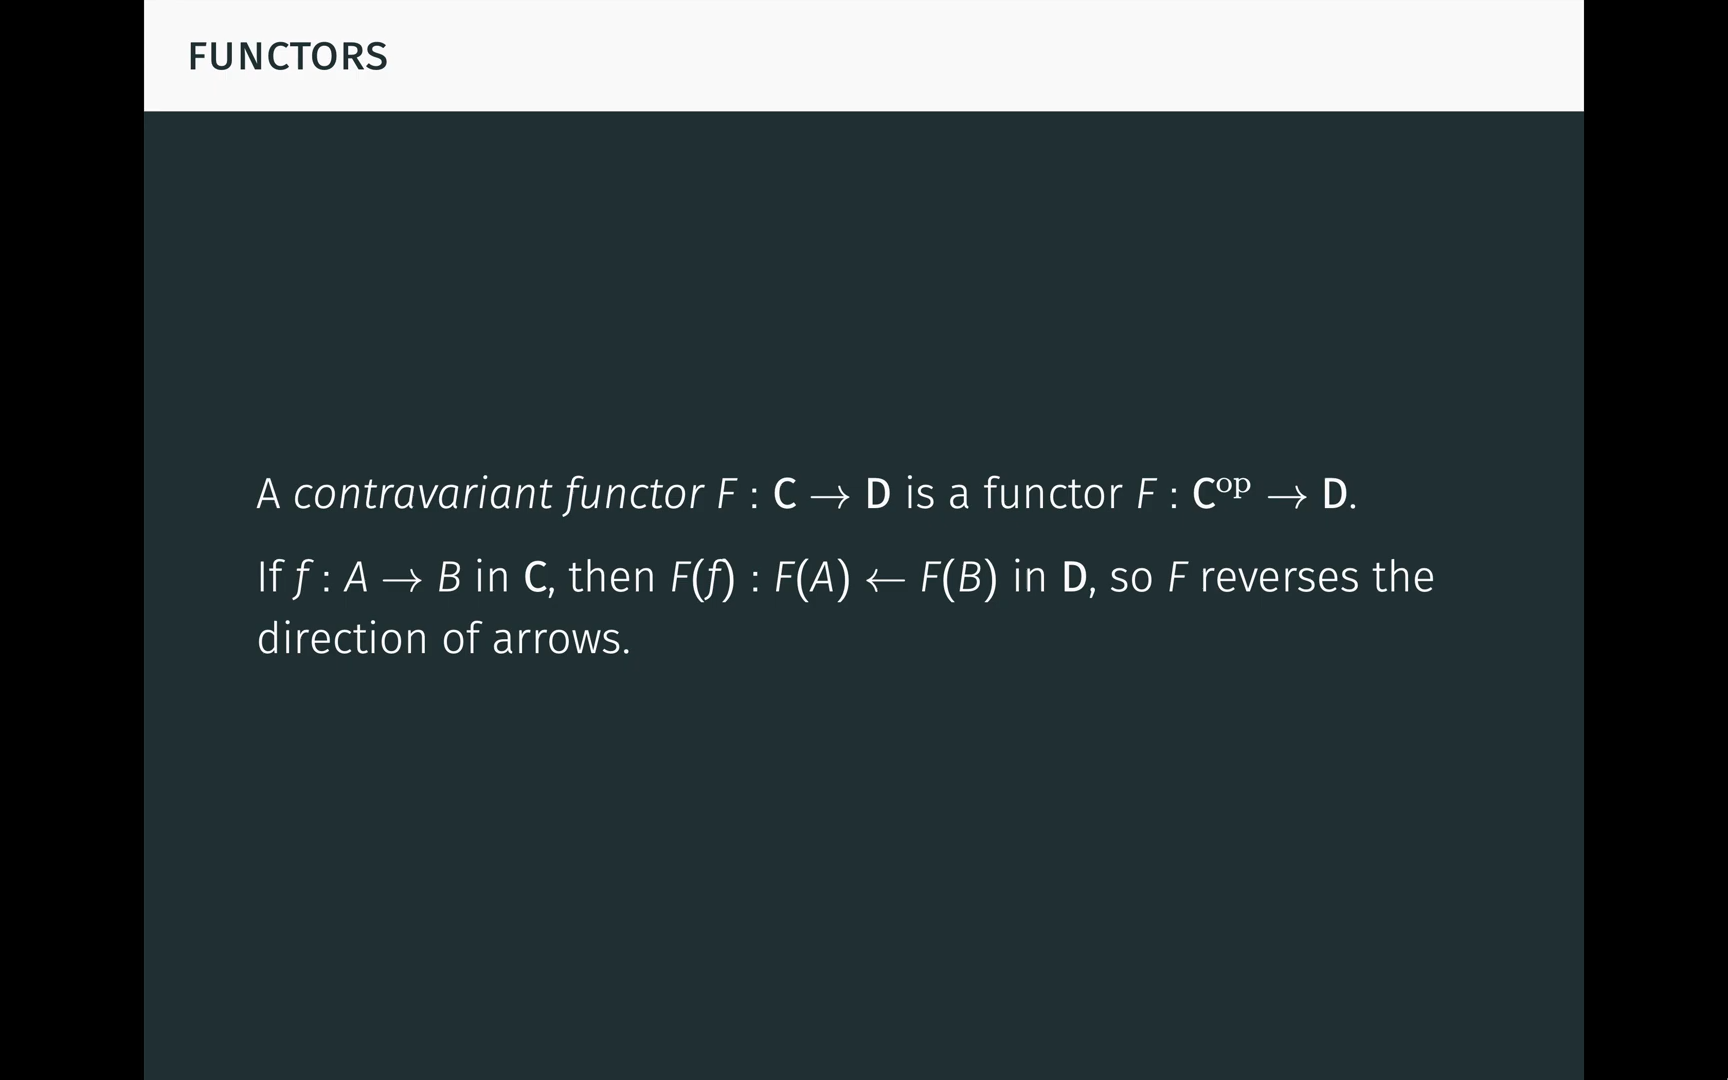 FUNCTORS
A contravariant functor F : C → D is a functor F : Cᵒᵖ → D.
If f : A → B in C, then F(f) : F(A) ← F(B) in D, so F reverses the
direction of arrows.